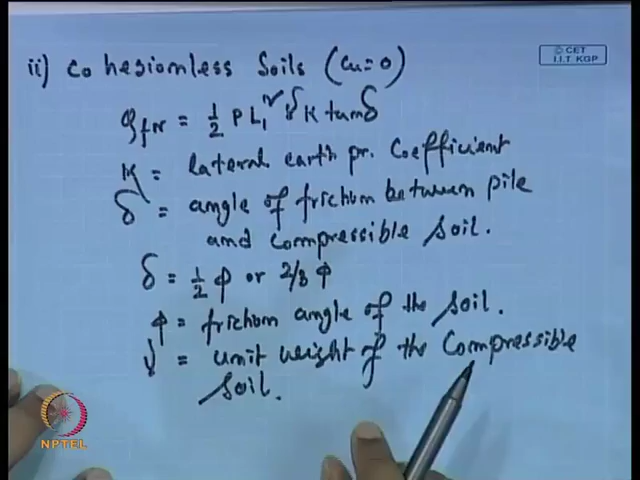 ii) Cohesionless Soils (Cu=0)
© CET
I.I.T. KGP
Qfn = 1/2 P L₁² γ K tan δ
K = lateral earth pr. Coefficient
δ = angle of friction between pile
and compressible soil.
δ = 1/2 φ or 2/3 φ
φ = friction angle of the soil.
γ = unit weight of the Compressible
soil.
NPTEL